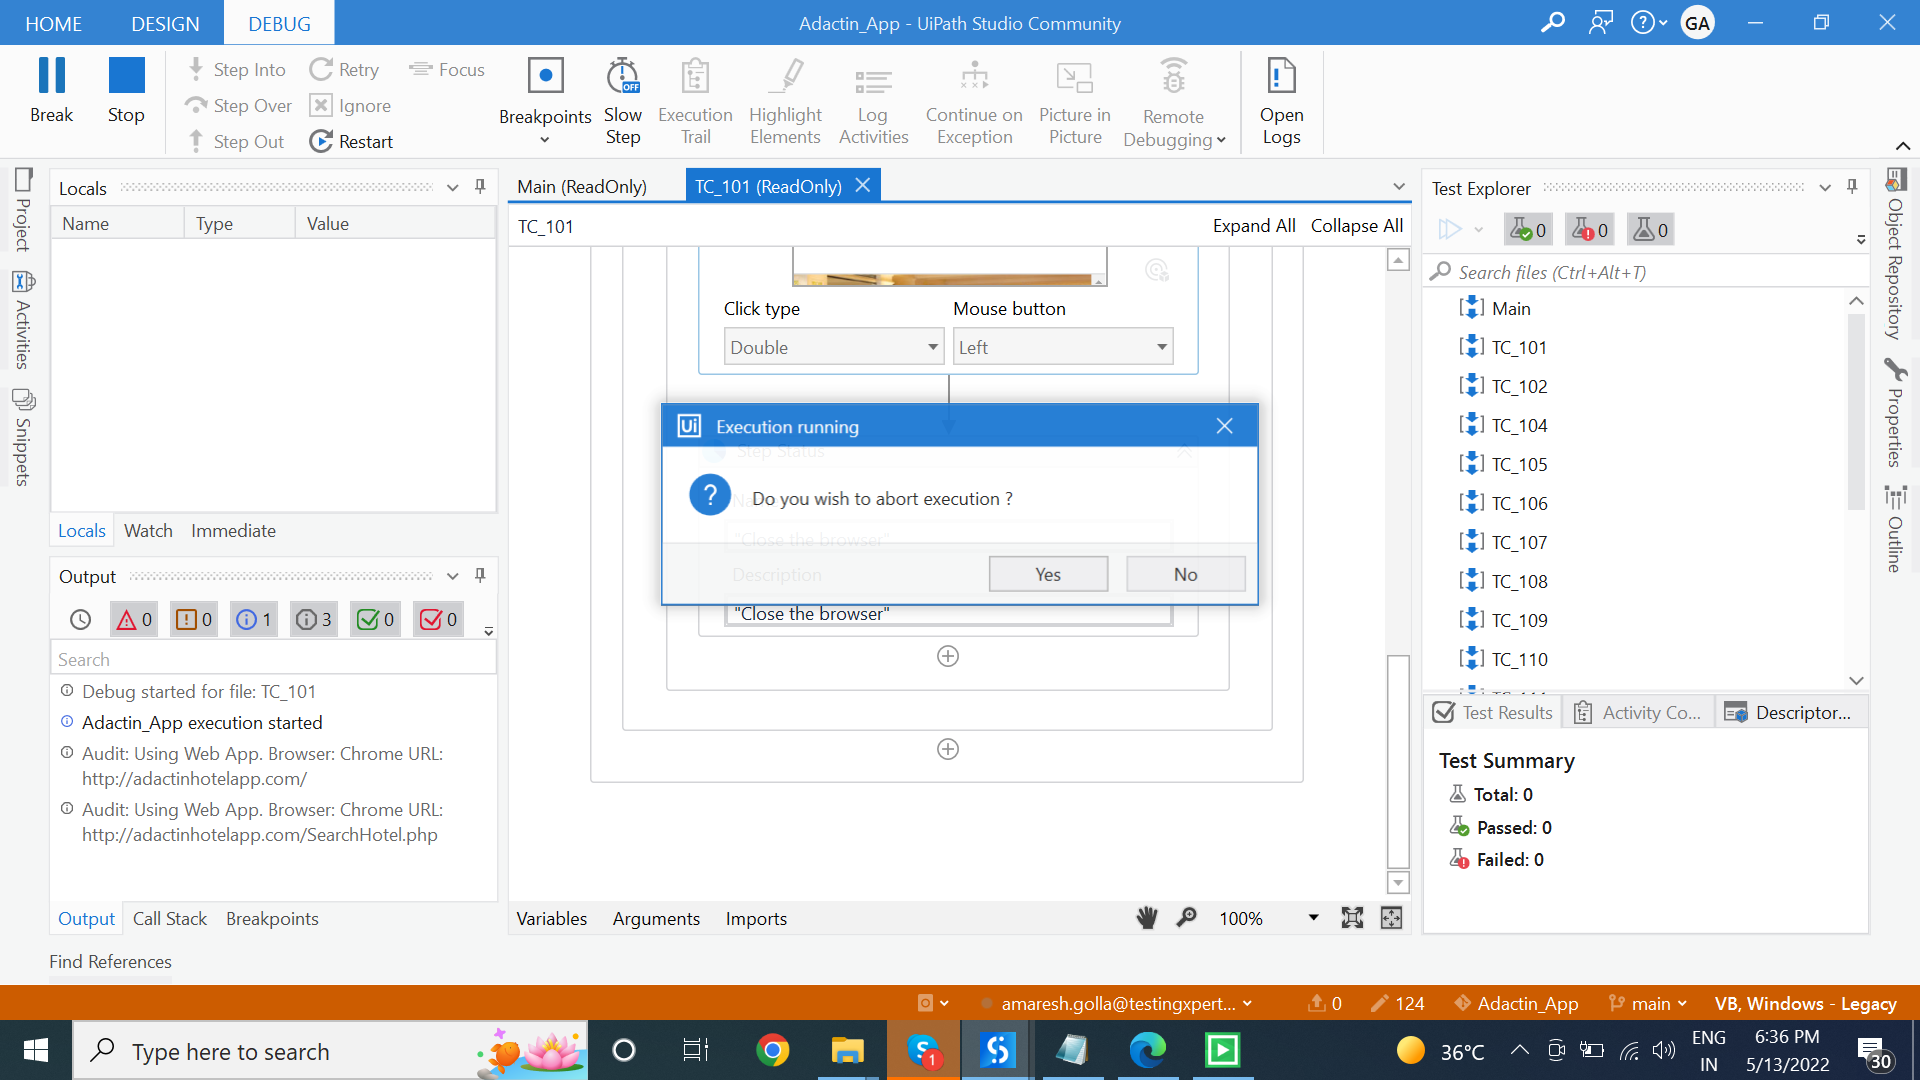 HOME DESIGN DEBUG
Adactin_App - UiPath Studio Community
GA
Break
Stop
Step Into
Step Over
Step Out
Retry
Ignore
Restart
Focus
Breakpoints
Slow
Step
OFF
Execution
Trail
Highlight
Elements
Log
Activities
Continue on
Exception
Picture in
Picture
Remote
Debugging
Open
Logs
Project
Activities
Snippets
Locals
Name Type Value
Locals Watch Immediate
Output
0 0 1 3 0 0
Search
Debug started for file: TC_101
Adactin_App execution started
Audit: Using Web App. Browser: Chrome URL:
http://adactinhotelapp.com/
Audit: Using Web App. Browser: Chrome URL:
http://adactinhotelapp.com/SearchHotel.php
Output Call Stack Breakpoints
Find References
Main (ReadOnly) TC_101 (ReadOnly)
TC_101
Expand All Collapse All
Click type Mouse button
Double Left
Ui Execution running
Step Status
Do you wish to abort execution ?
"Close the browser"
Description
Yes No
"Close the browser"
Variables Arguments Imports
100%
Test Explorer
0 0 0
Search files (Ctrl+Alt+T)
Main
TC_101
TC_102
TC_104
TC_105
TC_106
TC_107
TC_108
TC_109
TC_110
Test Results Activity Co... Descriptor...
Test Summary
Total: 0
Passed: 0
Failed: 0
Object Repository
Properties
Outline
amaresh.golla@testingxpert...
0 124 Adactin_App main VB, Windows - Legacy
Type here to search
S 1
36°C
ENG
IN
6:36 PM
5/13/2022
30